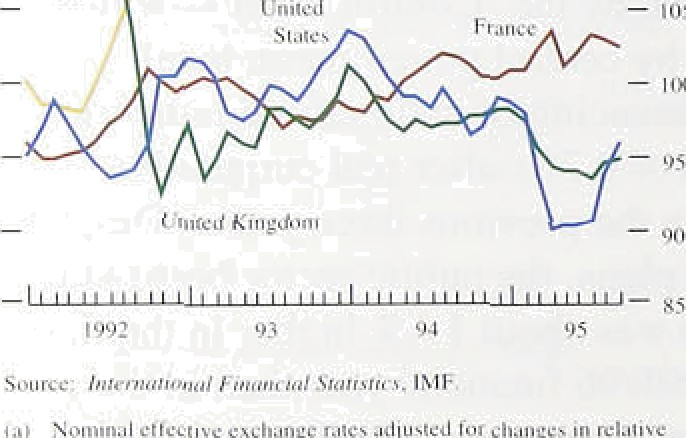 105
United
States
France
100
95
90
United Kingdom
85
1992 93 94 95
Source: International Financial Statistics, IMF.
(a) Nominal effective exchange rates adjusted for changes in relative